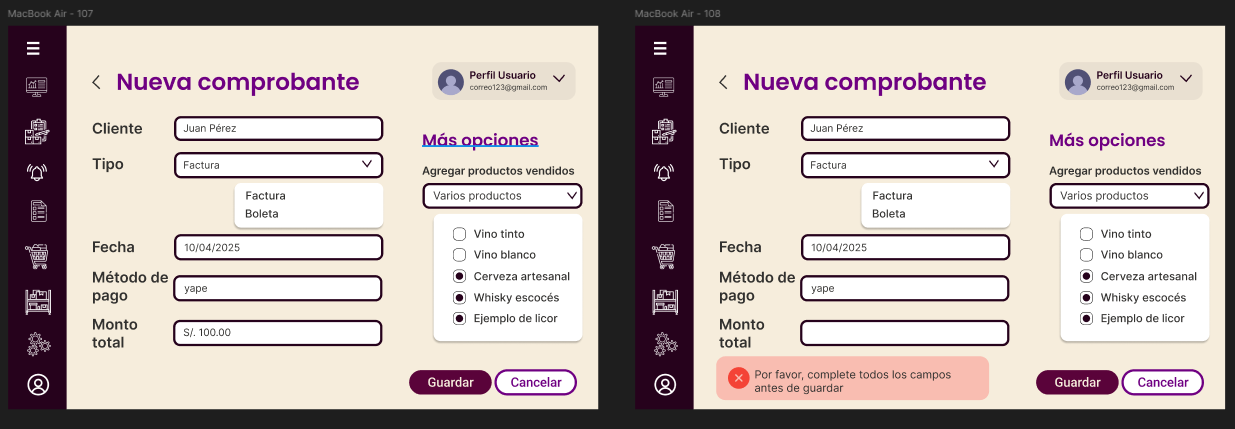 MacBook Air - 107
Nueva comprobante
Perfil Usuario
correo123@gmail.com
Cliente
Juan Pérez
Tipo
Factura
Factura
Boleta
Fecha
10/04/2025
Método de
pago
yape
Monto
total
S/. 100.00
Más opciones
Agregar productos vendidos
Varios productos
Vino tinto
Vino blanco
Cerveza artesanal
Whisky escocés
Ejemplo de licor
Guardar
Cancelar
MacBook Air - 108
Nueva comprobante
Perfil Usuario
correo123@gmail.com
Cliente
Juan Pérez
Tipo
Factura
Factura
Boleta
Fecha
10/04/2025
Método de
pago
yape
Monto
total
Más opciones
Agregar productos vendidos
Varios productos
Vino tinto
Vino blanco
Cerveza artesanal
Whisky escocés
Ejemplo de licor
Por favor, complete todos los campos
antes de guardar
Guardar
Cancelar